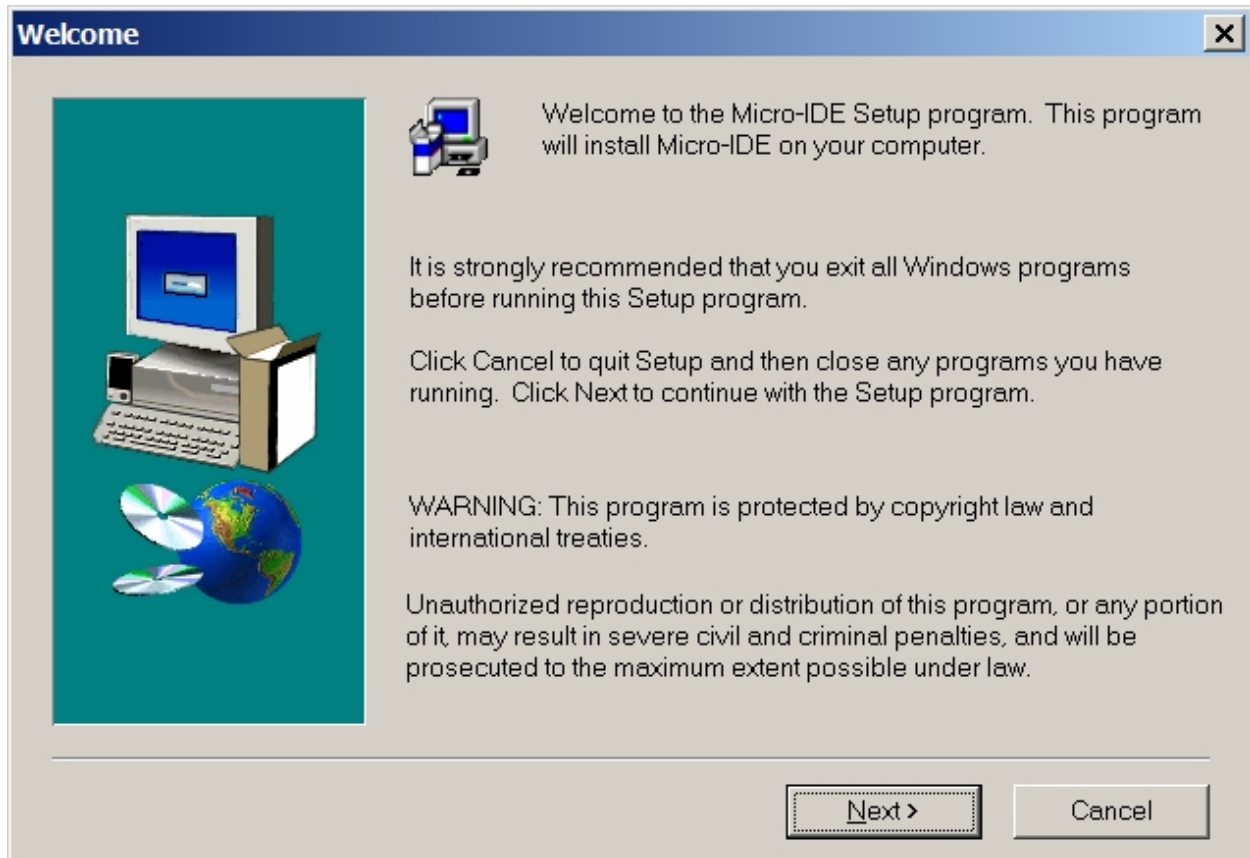 Welcome
Welcome to the Micro-IDE Setup program.  This program
will install Micro-IDE on your computer.
It is strongly recommended that you exit all Windows programs
before running this Setup program.
Click Cancel to quit Setup and then close any programs you have
running.  Click Next to continue with the Setup program.
WARNING: This program is protected by copyright law and
international treaties.
Unauthorized reproduction or distribution of this program, or any portion
of it, may result in severe civil and criminal penalties, and will be
prosecuted to the maximum extent possible under law.
Next >
Cancel